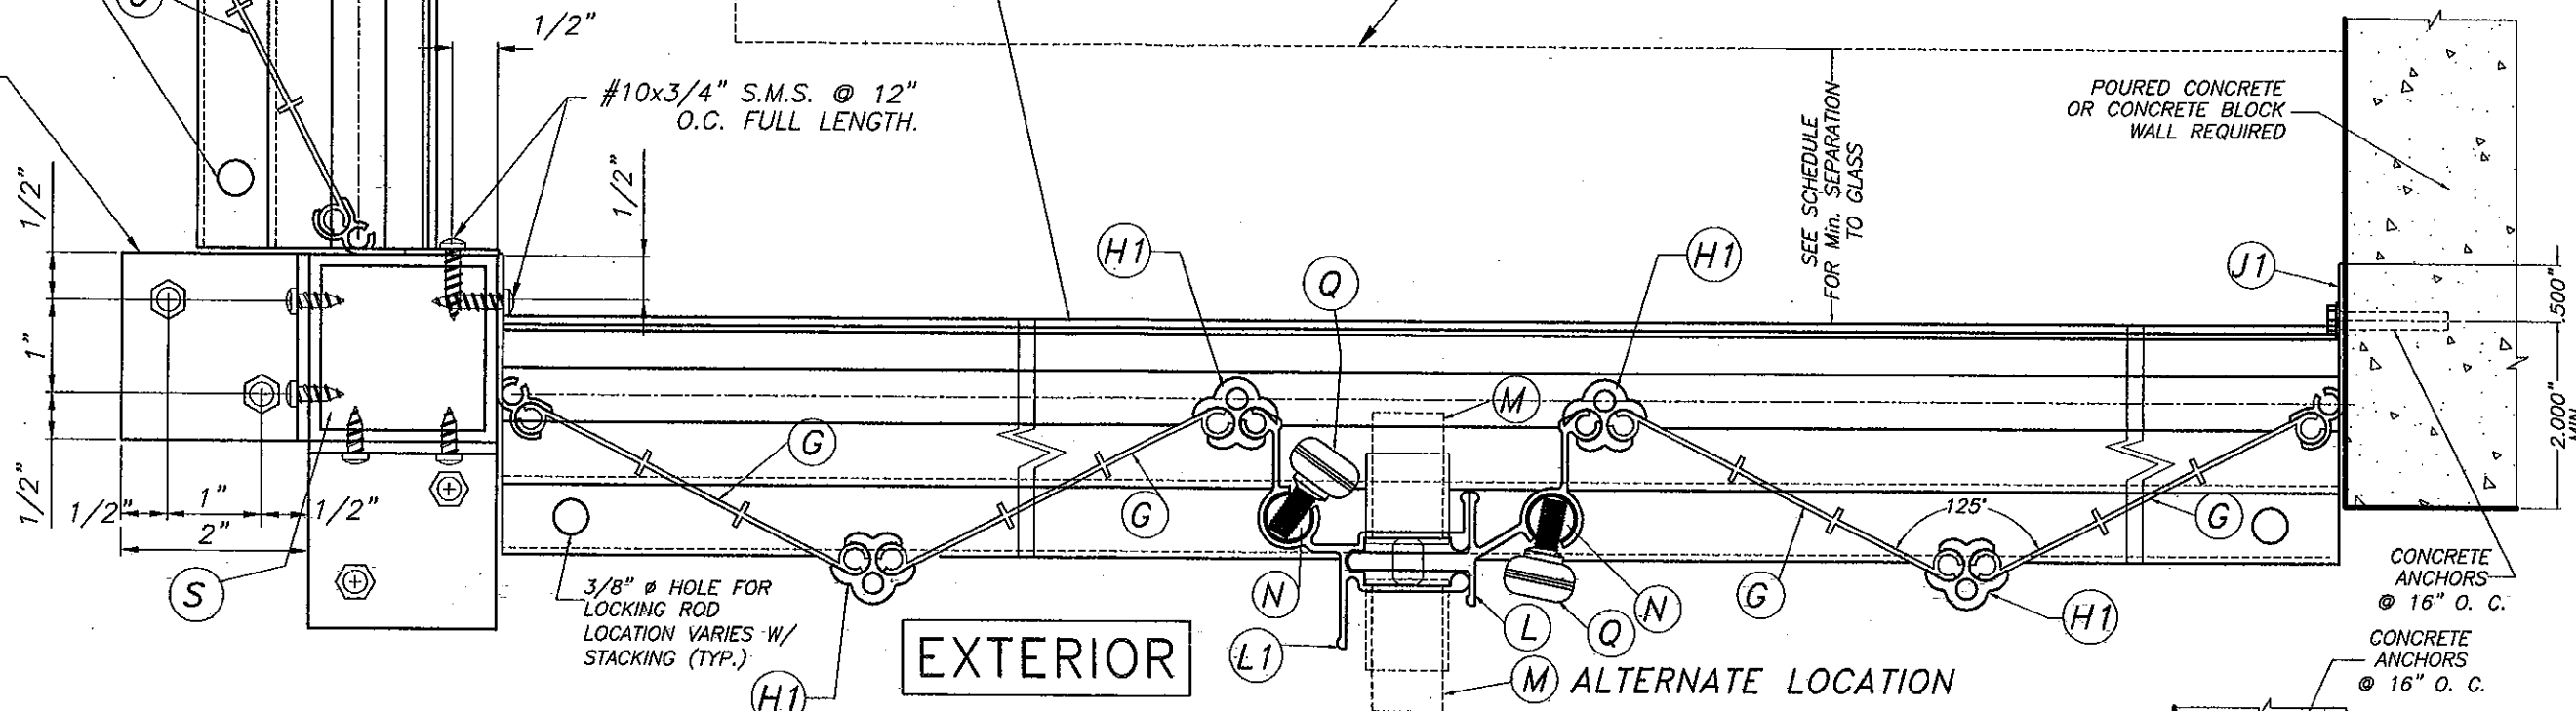 1/2"
#10x3/4" S.M.S. @ 12"
O.C. FULL LENGTH.
POURED CONCRETE
OR CONCRETE BLOCK
WALL REQUIRED
SEE SCHEDULE
FOR Min. SEPARATION
TO GLASS
1/2"
1/2"
H1
Q
H1
J1
.500"
1"
M
2.000"
MIN
G
G
125°
G
G
1/2"
1/2"
1"
1/2"
2"
S
3/8" ø HOLE FOR
LOCKING ROD
LOCATION VARIES W/
STACKING (TYP.)
H1
EXTERIOR
N
L1
L
Q
N
M ALTERNATE LOCATION
H1
CONCRETE
ANCHORS
@ 16" O. C.
CONCRETE
ANCHORS
@ 16" O. C.